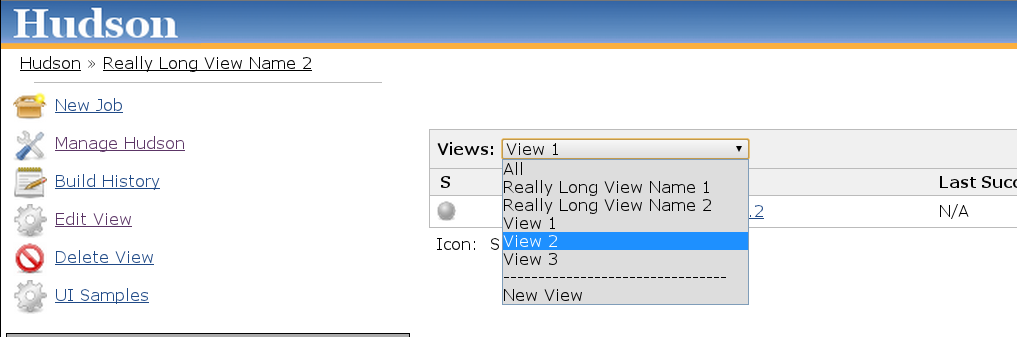 Hudson
Hudson » Really Long View Name 2
New Job
Manage Hudson
Build History
Edit View
Delete View
UI Samples
Views: View 1
All
Really Long View Name 1
Really Long View Name 2
View 1
View 2
View 3
--------------------------------
New View
S Last Succ
.2 N/A
Icon: S